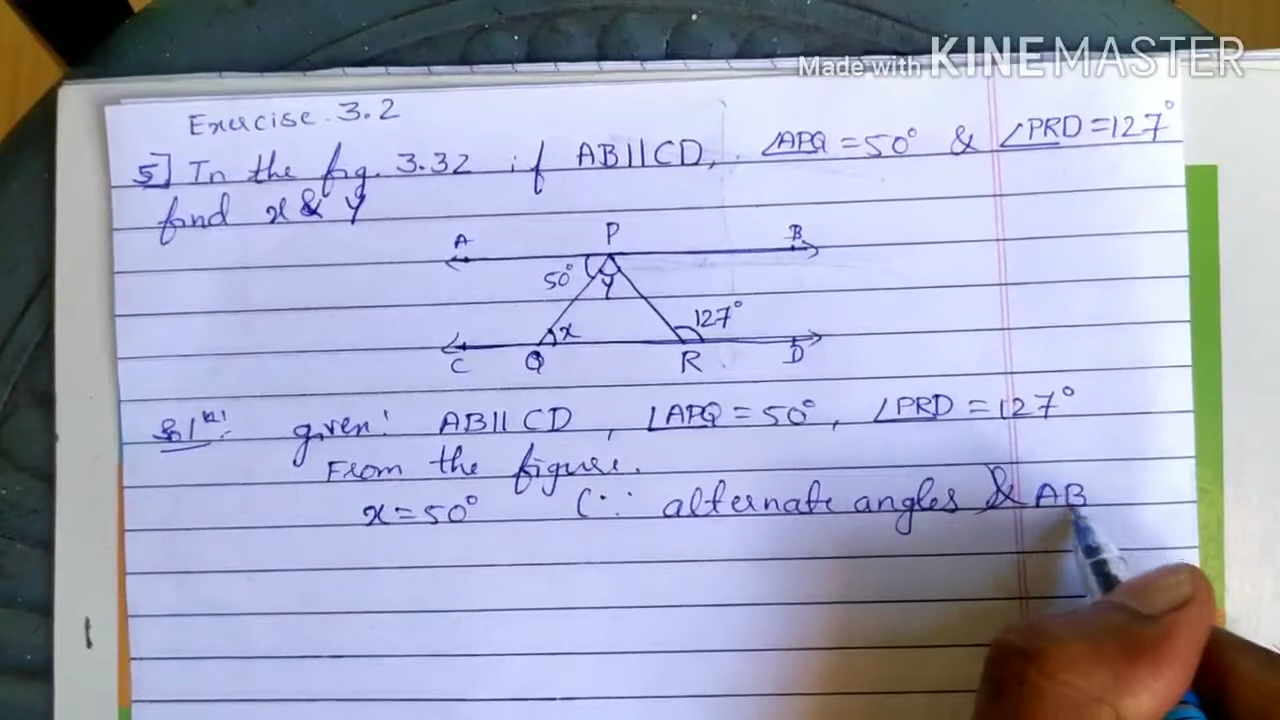 Made with KINEMASTER
Exercise 3.2
5] In the fig. 3.32 if AB||CD, ∠APQ = 50° & ∠PRD = 127°
find x & y
A P B
50° y
x 127°
C Q R D
Solⁿ: given: AB||CD, ∠APQ = 50°, ∠PRD = 127°
From the figure.
x = 50° (∵ alternate angles & AB